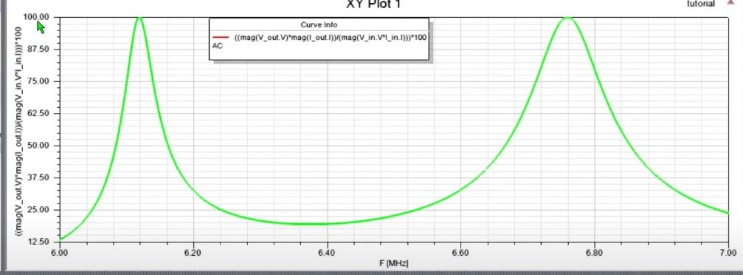 XY Plot 1
tutorial
Curve Info
((mag(V_out.V)*mag(I_out.I))/(mag(V_in.V*I_in.I)))*100
AC
((mag(V_out.V)*mag(I_out.I))/(mag(V_in.V*I_in.I)))*100
100.00
87.50
75.00
62.50
50.00
37.50
25.00
12.50
6.00 6.20 6.40 6.60 6.80 7.00
F [MHz]